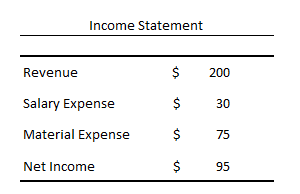 Income Statement
Revenue $ 200
Salary Expense $ 30
Material Expense $ 75
Net Income $ 95